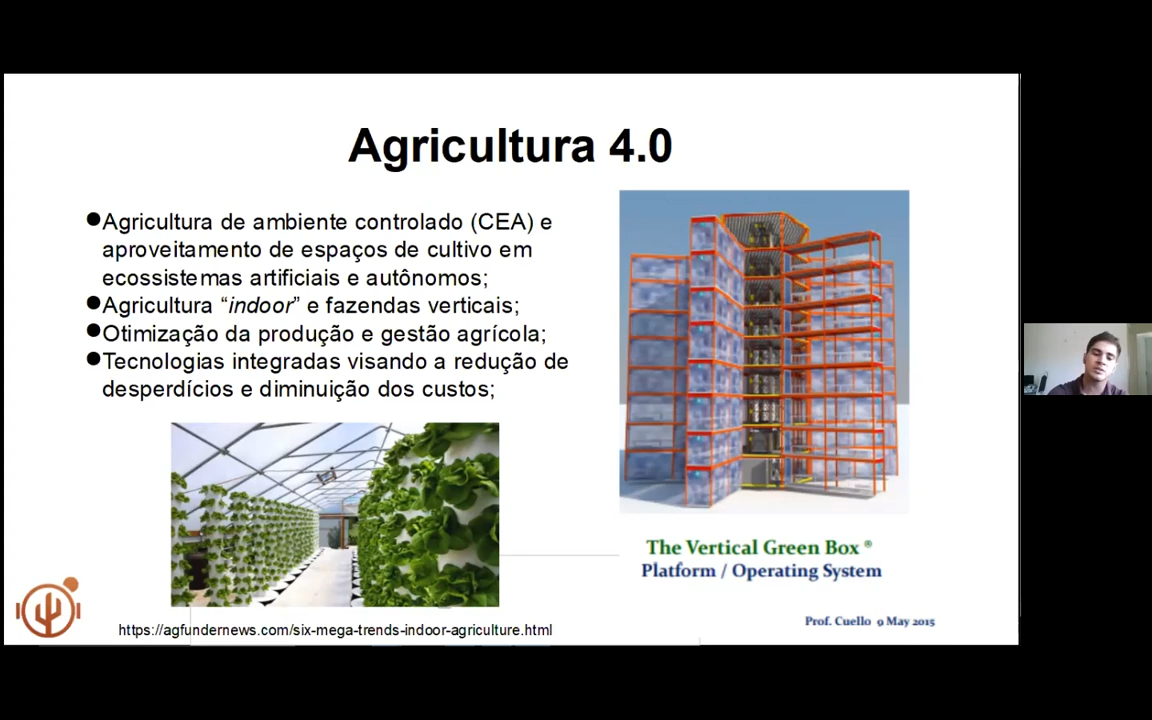 Agricultura 4.0
●Agricultura de ambiente controlado (CEA) e
aproveitamento de espaços de cultivo em
ecossistemas artificiais e autônomos;
●Agricultura “indoor” e fazendas verticais;
●Otimização da produção e gestão agrícola;
●Tecnologias integradas visando a redução de
desperdícios e diminuição dos custos;
The Vertical Green Box ®
Platform / Operating System
Prof. Cuello 9 May 2015
https://agfundernews.com/six-mega-trends-indoor-agriculture.html